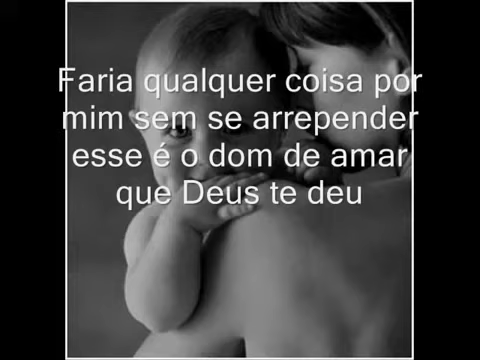 Faria qualquer coisa por
mim sem se arrepender
esse é o dom de amar
que Deus te deu